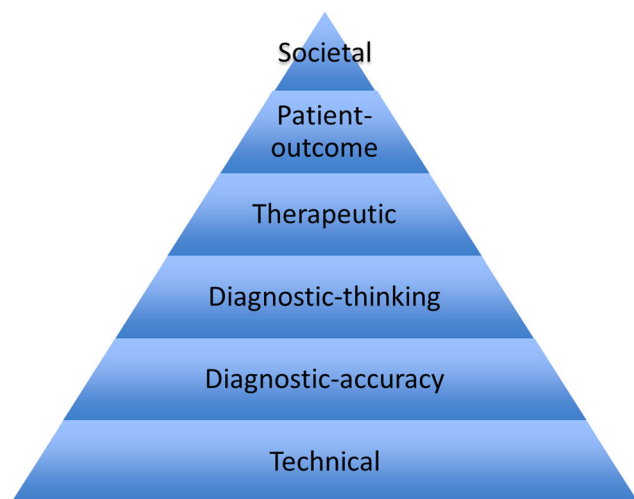 Societal
Patient-
outcome
Therapeutic
Diagnostic-thinking
Diagnostic-accuracy
Technical